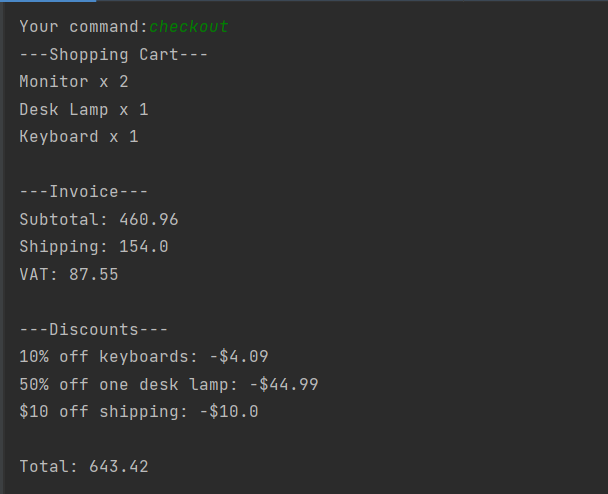 Your command:checkout
---Shopping Cart---
Monitor x 2
Desk Lamp x 1
Keyboard x 1
---Invoice---
Subtotal: 460.96
Shipping: 154.0
VAT: 87.55
---Discounts---
10% off keyboards: -$4.09
50% off one desk lamp: -$44.99
$10 off shipping: -$10.0
Total: 643.42